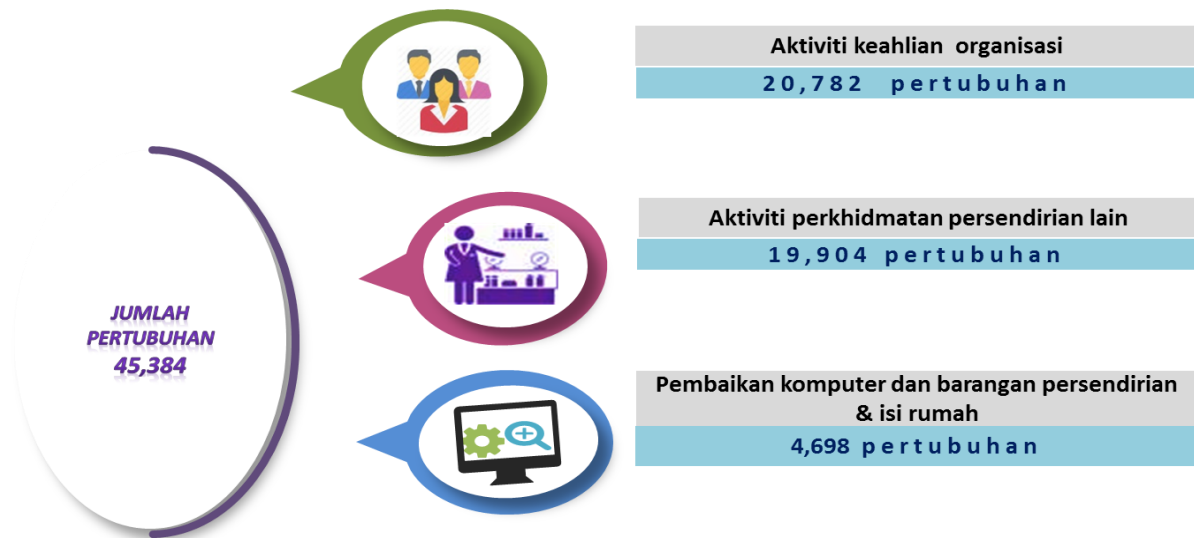 JUMLAH
PERTUBUHAN
45,384
Aktiviti keahlian organisasi
20,782 pertubuhan
Aktiviti perkhidmatan persendirian lain
19,904 pertubuhan
Pembaikan komputer dan barangan persendirian
& isi rumah
4,698 pertubuhan